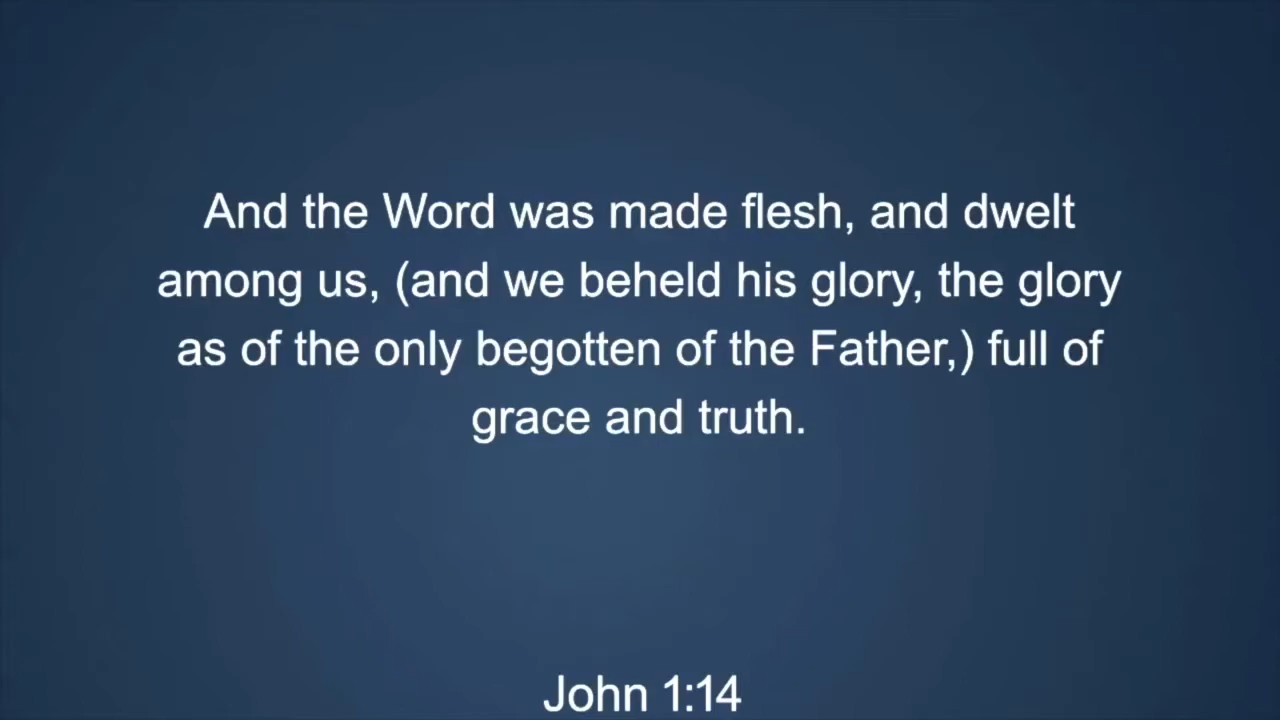 And the Word was made flesh, and dwelt
among us, (and we beheld his glory, the glory
as of the only begotten of the Father,) full of
grace and truth.
John 1:14